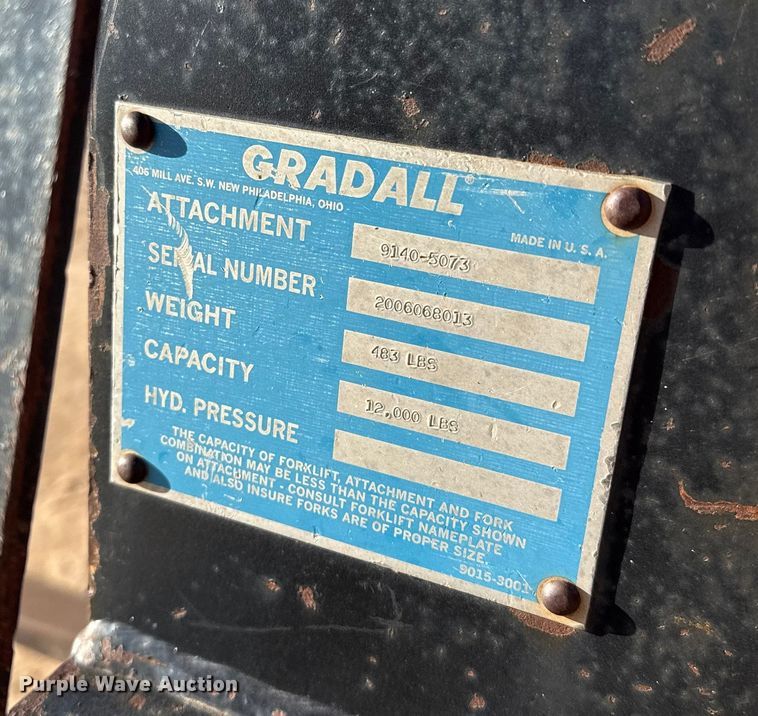 GRADALL®
406 MILL AVE. S.W. NEW PHILADELPHIA, OHIO
MADE IN U.S.A.
ATTACHMENT 9140-5073
SERIAL NUMBER 2006068013
WEIGHT 483 LBS
CAPACITY 12,000 LBS
HYD. PRESSURE
THE CAPACITY OF FORKLIFT, ATTACHMENT AND FORK
COMBINATION MAY BE LESS THAN THE CAPACITY SHOWN
ON ATTACHMENT - CONSULT FORKLIFT NAMEPLATE
AND ALSO INSURE FORKS ARE OF PROPER SIZE.
9015-3001
Purple Wave Auction